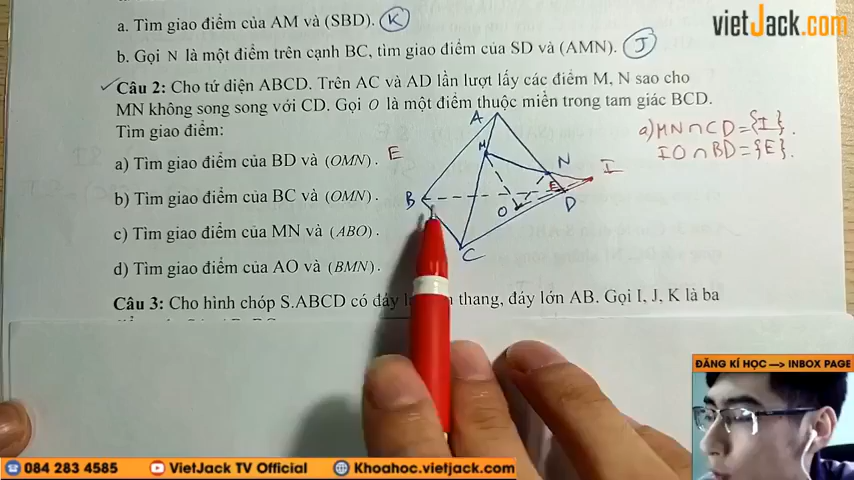 vietJack.com
a. Tìm giao điểm của AM và (SBD). K
b. Gọi N là một điểm trên cạnh BC, tìm giao điểm của SD và (AMN). J
Câu 2: Cho tứ diện ABCD. Trên AC và AD lần lượt lấy các điểm M, N sao cho
MN không song song với CD. Gọi O là một điểm thuộc miền trong tam giác BCD.
Tìm giao điểm:
a) Tìm giao điểm của BD và (OMN). E
b) Tìm giao điểm của BC và (OMN).
c) Tìm giao điểm của MN và (ABO).
d) Tìm giao điểm của AO và (BMN).
A
M
N
I
B
E
O
D
C
a) MN ∩ CD = {I}.
IO ∩ BD = {E}.
Câu 3: Cho hình chóp S.ABCD có đáy thang, đáy lớn AB. Gọi I, J, K là ba
ĐĂNG KÍ HỌC —> INBOX PAGE
084 283 4585 VietJack TV Official Khoahoc.vietjack.com